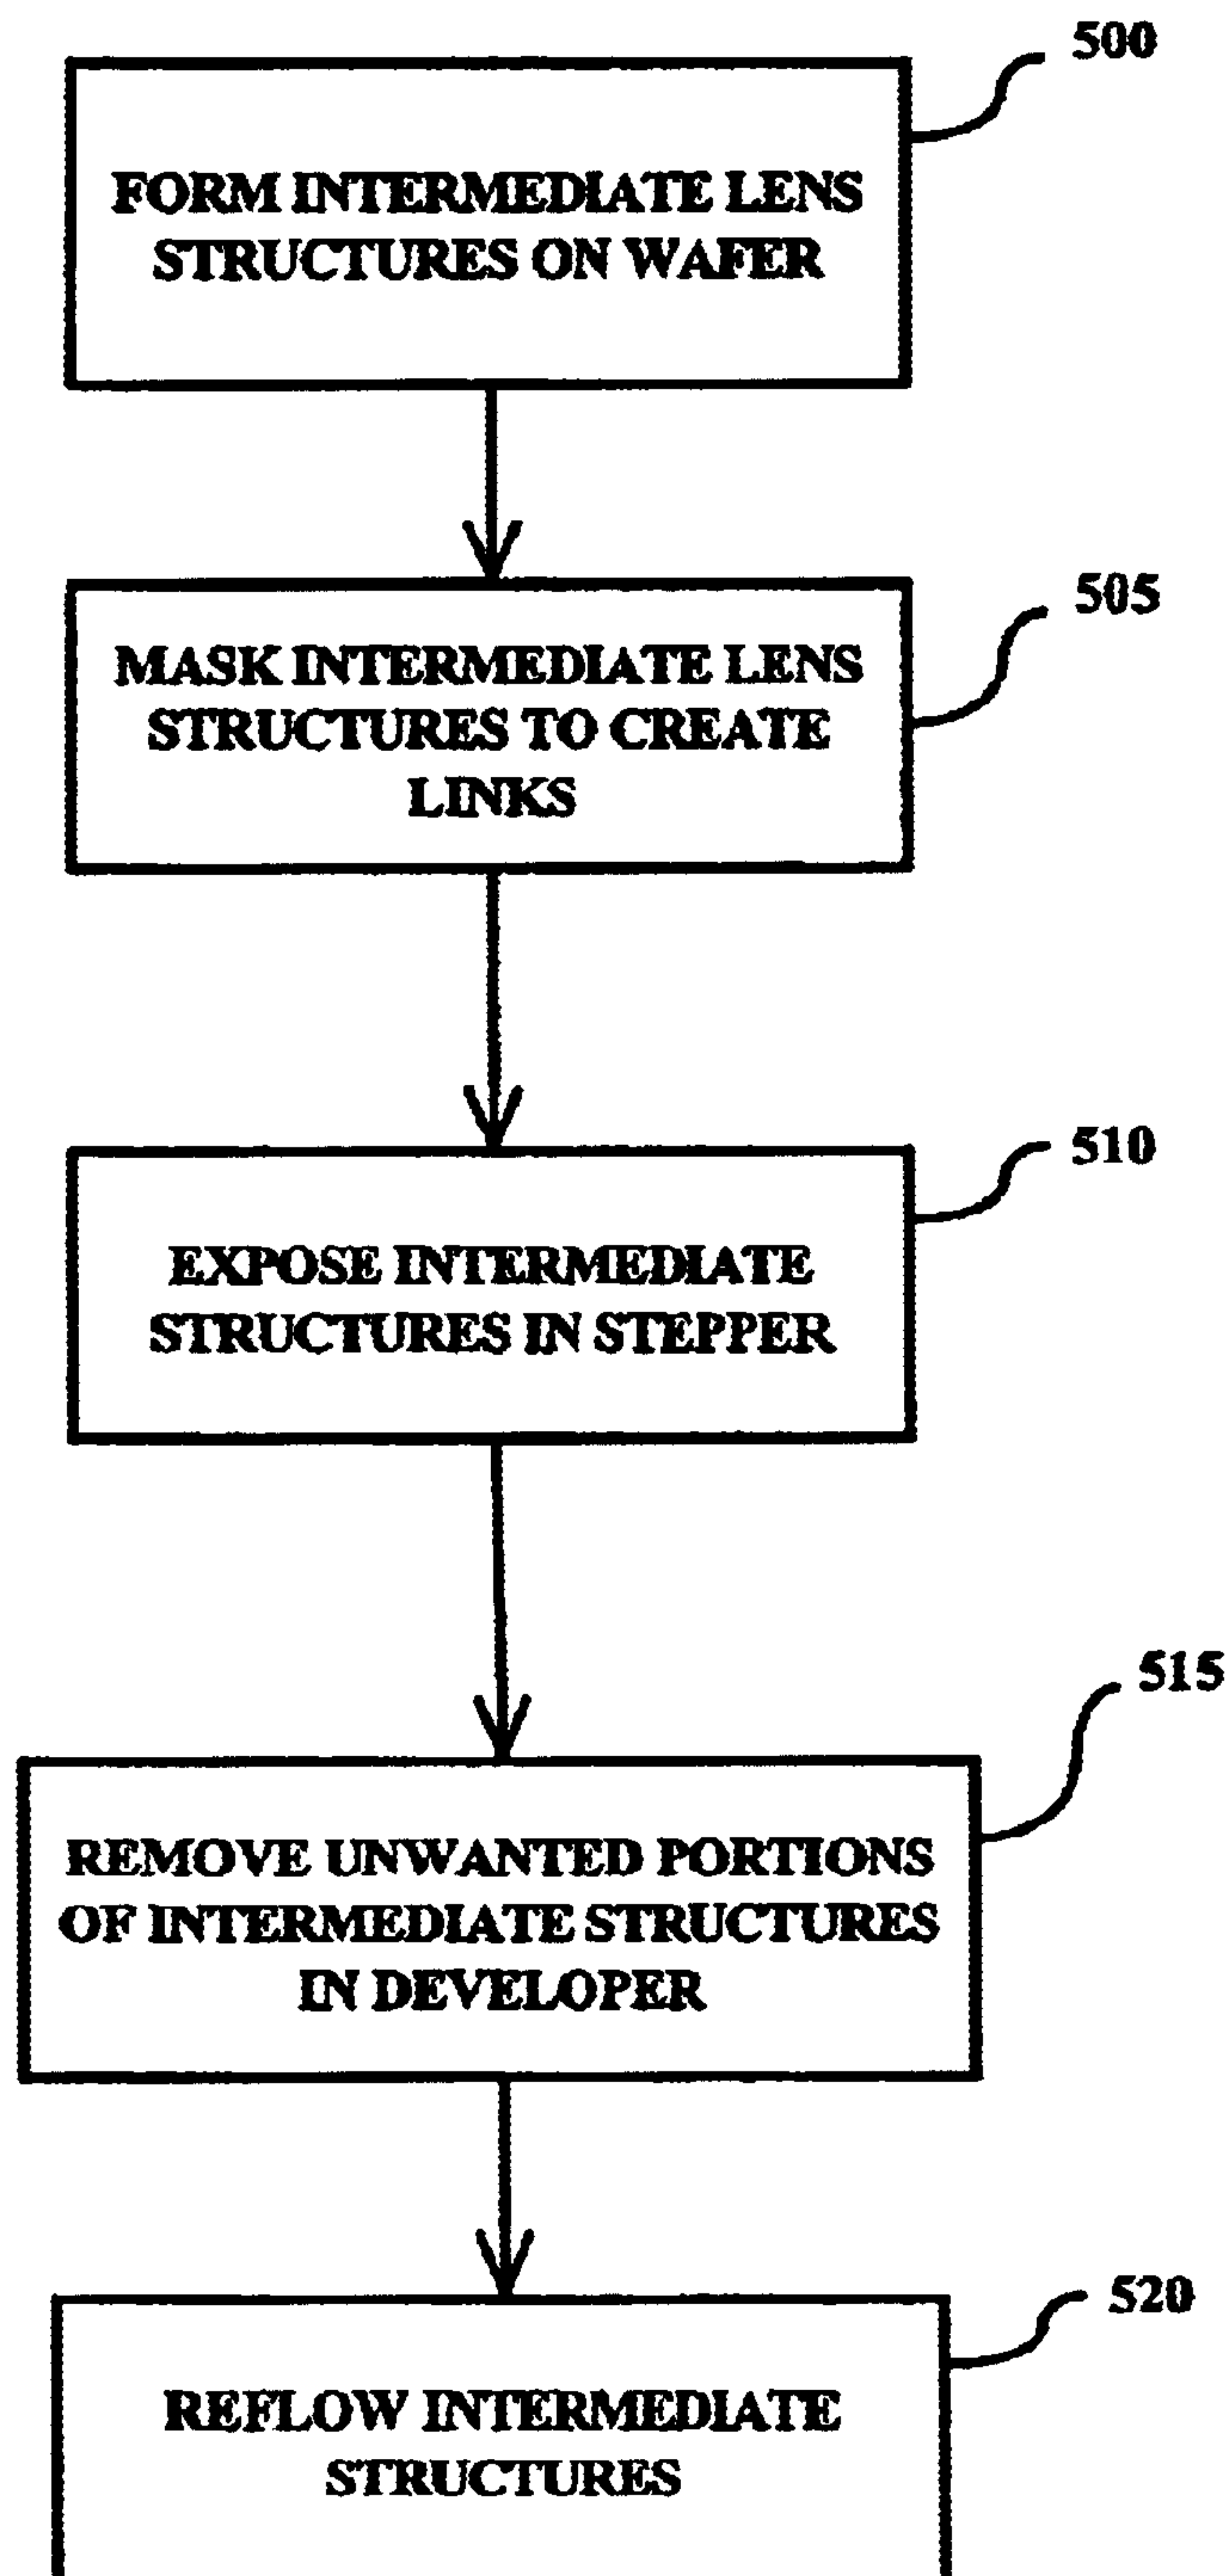 500
FORM INTERMEDIATE LENS
STRUCTURES ON WAFER
505
MASK INTERMEDIATE LENS
STRUCTURES TO CREATE
LINKS
510
EXPOSE INTERMEDIATE
STRUCTURES IN STEPPER
515
REMOVE UNWANTED PORTIONS
OF INTERMEDIATE STRUCTURES
IN DEVELOPER
520
REFLOW INTERMEDIATE
STRUCTURES